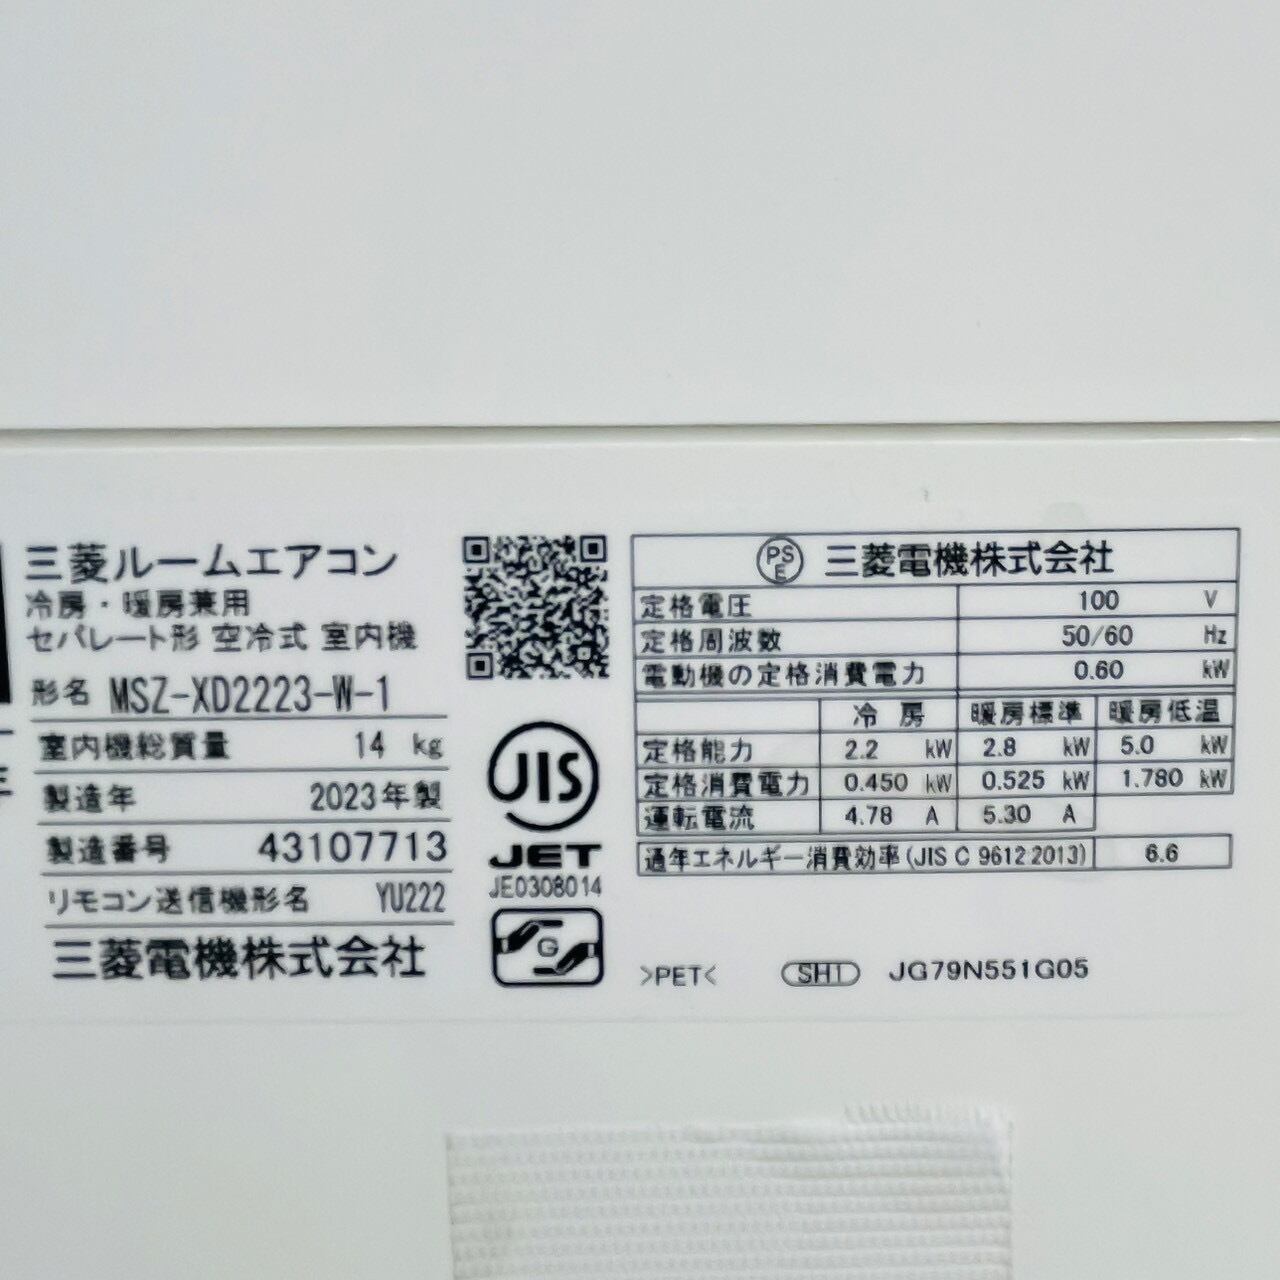 三菱ルームエアコン
冷房・暖房兼用
セパレート形 空冷式 室内機
形名 MSZ-XD2223-W-1
室内機総質量 14 kg
製造年 2023年製
製造番号 43107713
リモコン送信機形名 YU222
三菱電機株式会社
JIS
JET
JE0308014
G
PS
E 三菱電機株式会社
定格電圧 100 V
定格周波数 50/60 Hz
電動機の定格消費電力 0.60 kW
冷房 暖房標準 暖房低温
定格能力 2.2 kW 2.8 kW 5.0 kW
定格消費電力 0.450 kW 0.525 kW 1.780 kW
運転電流 4.78 A 5.30 A
通年エネルギー消費効率(JIS C 9612:2013) 6.6
>PET< SHI JG79N551G05